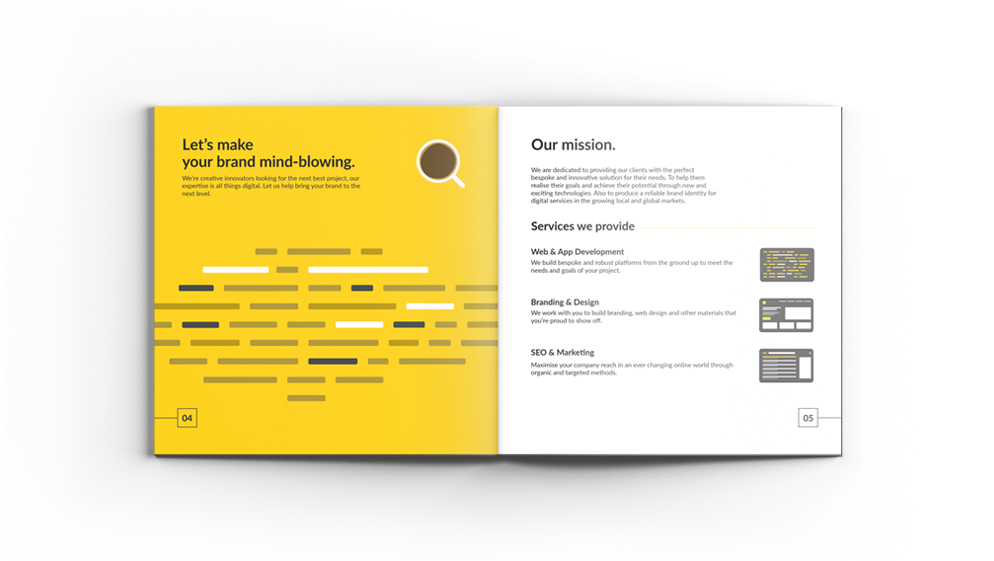 Let's make
your brand mind-blowing.
We're creative innovators looking for the next best project, our
expertise is all things digital. Let us help bring your brand to the
next level.
04
Our mission.
We are dedicated to providing our clients with the perfect
bespoke and innovative solution for their needs. To help them
realise their goals and achieve their potential through new and
exciting technologies. Also to produce a reliable brand identity for
digital services in the growing local and global markets.
Services we provide
Web & App Development
We build bespoke and robust platforms from the ground up to meet the
needs and goals of your project.
Branding & Design
We work with you to build branding, web design and other materials that
you're proud to show off.
SEO & Marketing
Maximise your company reach in an ever changing online world through
organic and targeted methods.
05